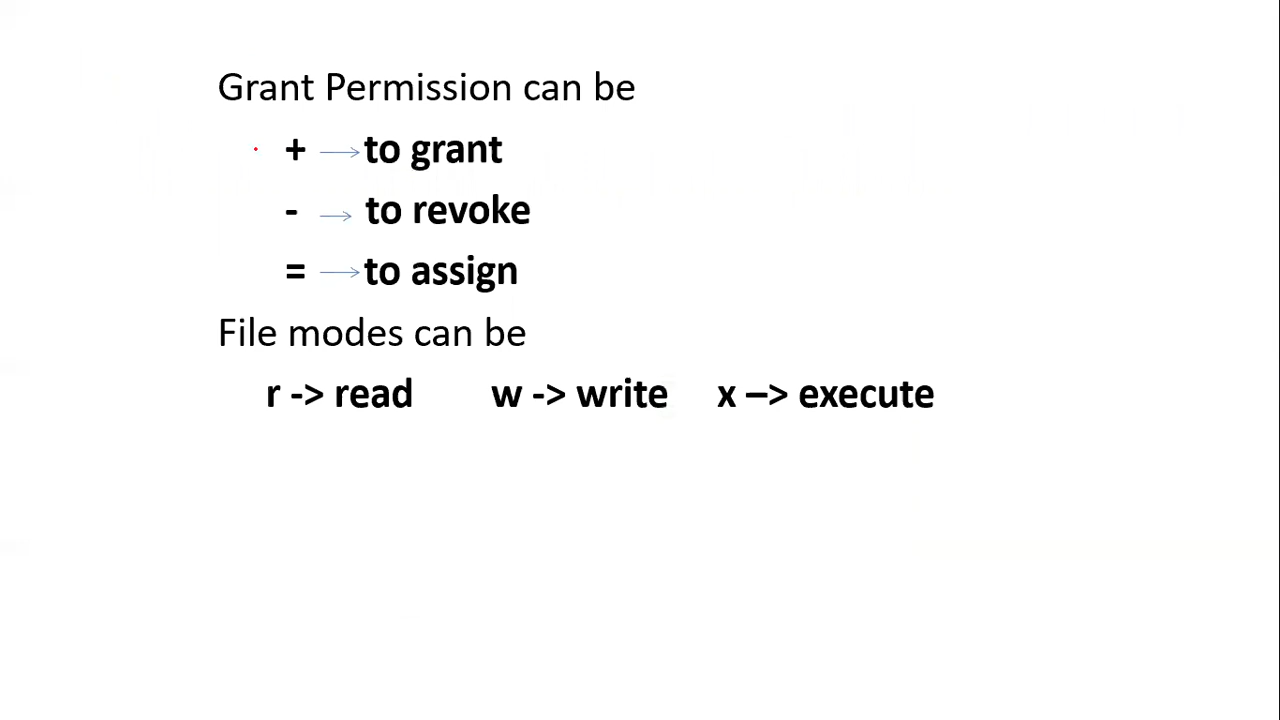 Grant Permission can be
+ → to grant
- → to revoke
= → to assign
File modes can be
r -> read w -> write x –> execute